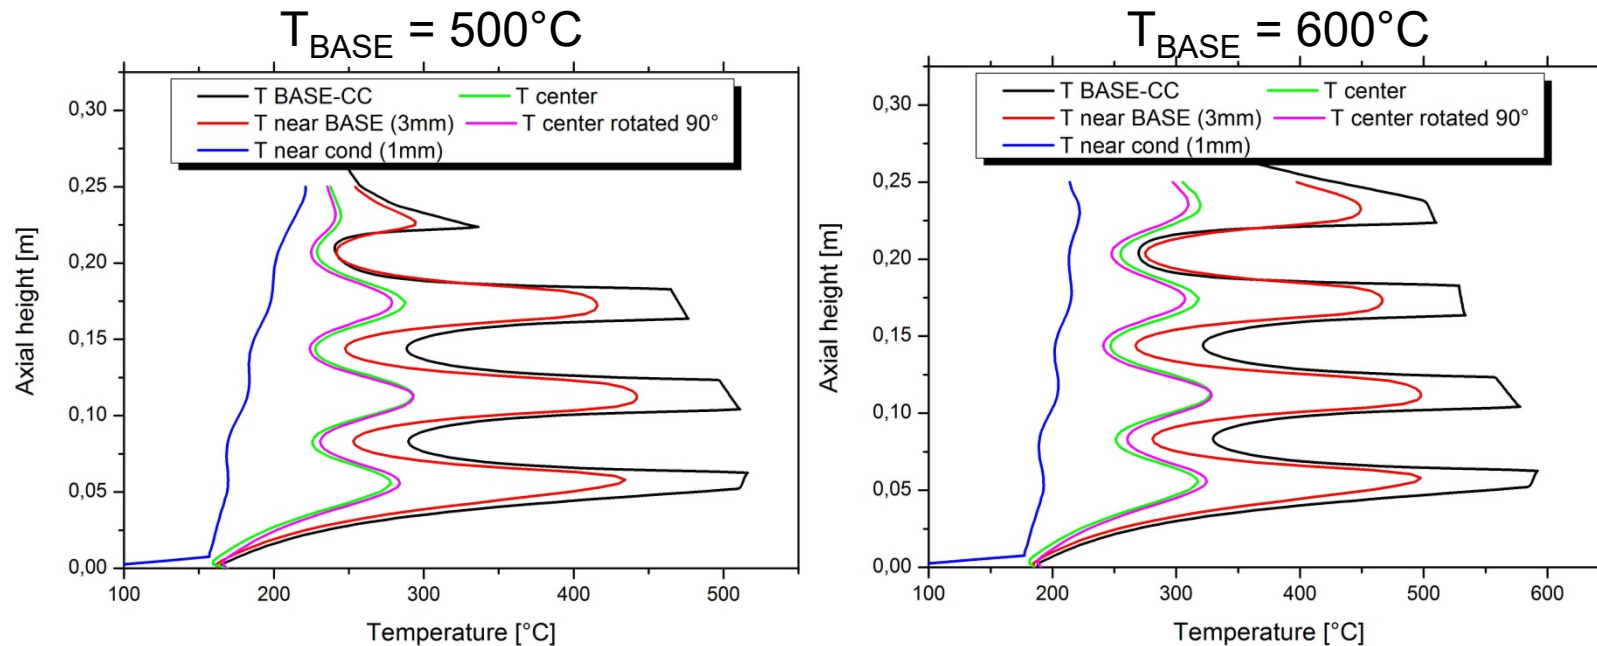 T_BASE = 500°C
T BASE-CC
T center
T near BASE (3mm)
T center rotated 90°
T near cond (1mm)
0,30
0,25
0,20
0,15
0,10
0,05
0,00
Axial height [m]
100
200
300
400
500
Temperature [°C]
T_BASE = 600°C
T BASE-CC
T center
T near BASE (3mm)
T center rotated 90°
T near cond (1mm)
0,30
0,25
0,20
0,15
0,10
0,05
0,00
Axial height [m]
100
200
300
400
500
600
Temperature [°C]